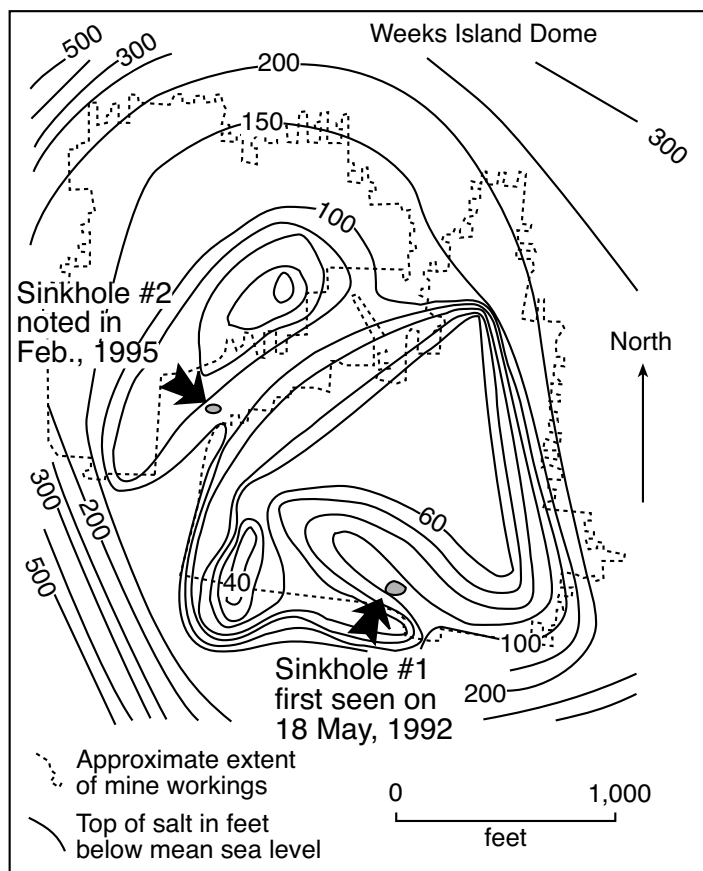 Weeks Island Dome
500
300
200
150
300
100
Sinkhole #2
noted in
Feb., 1995
North
60
300
200
500
40
100
200
Sinkhole #1
first seen on
18 May, 1992
Approximate extent
of mine workings
Top of salt in feet
below mean sea level
0 1,000
feet